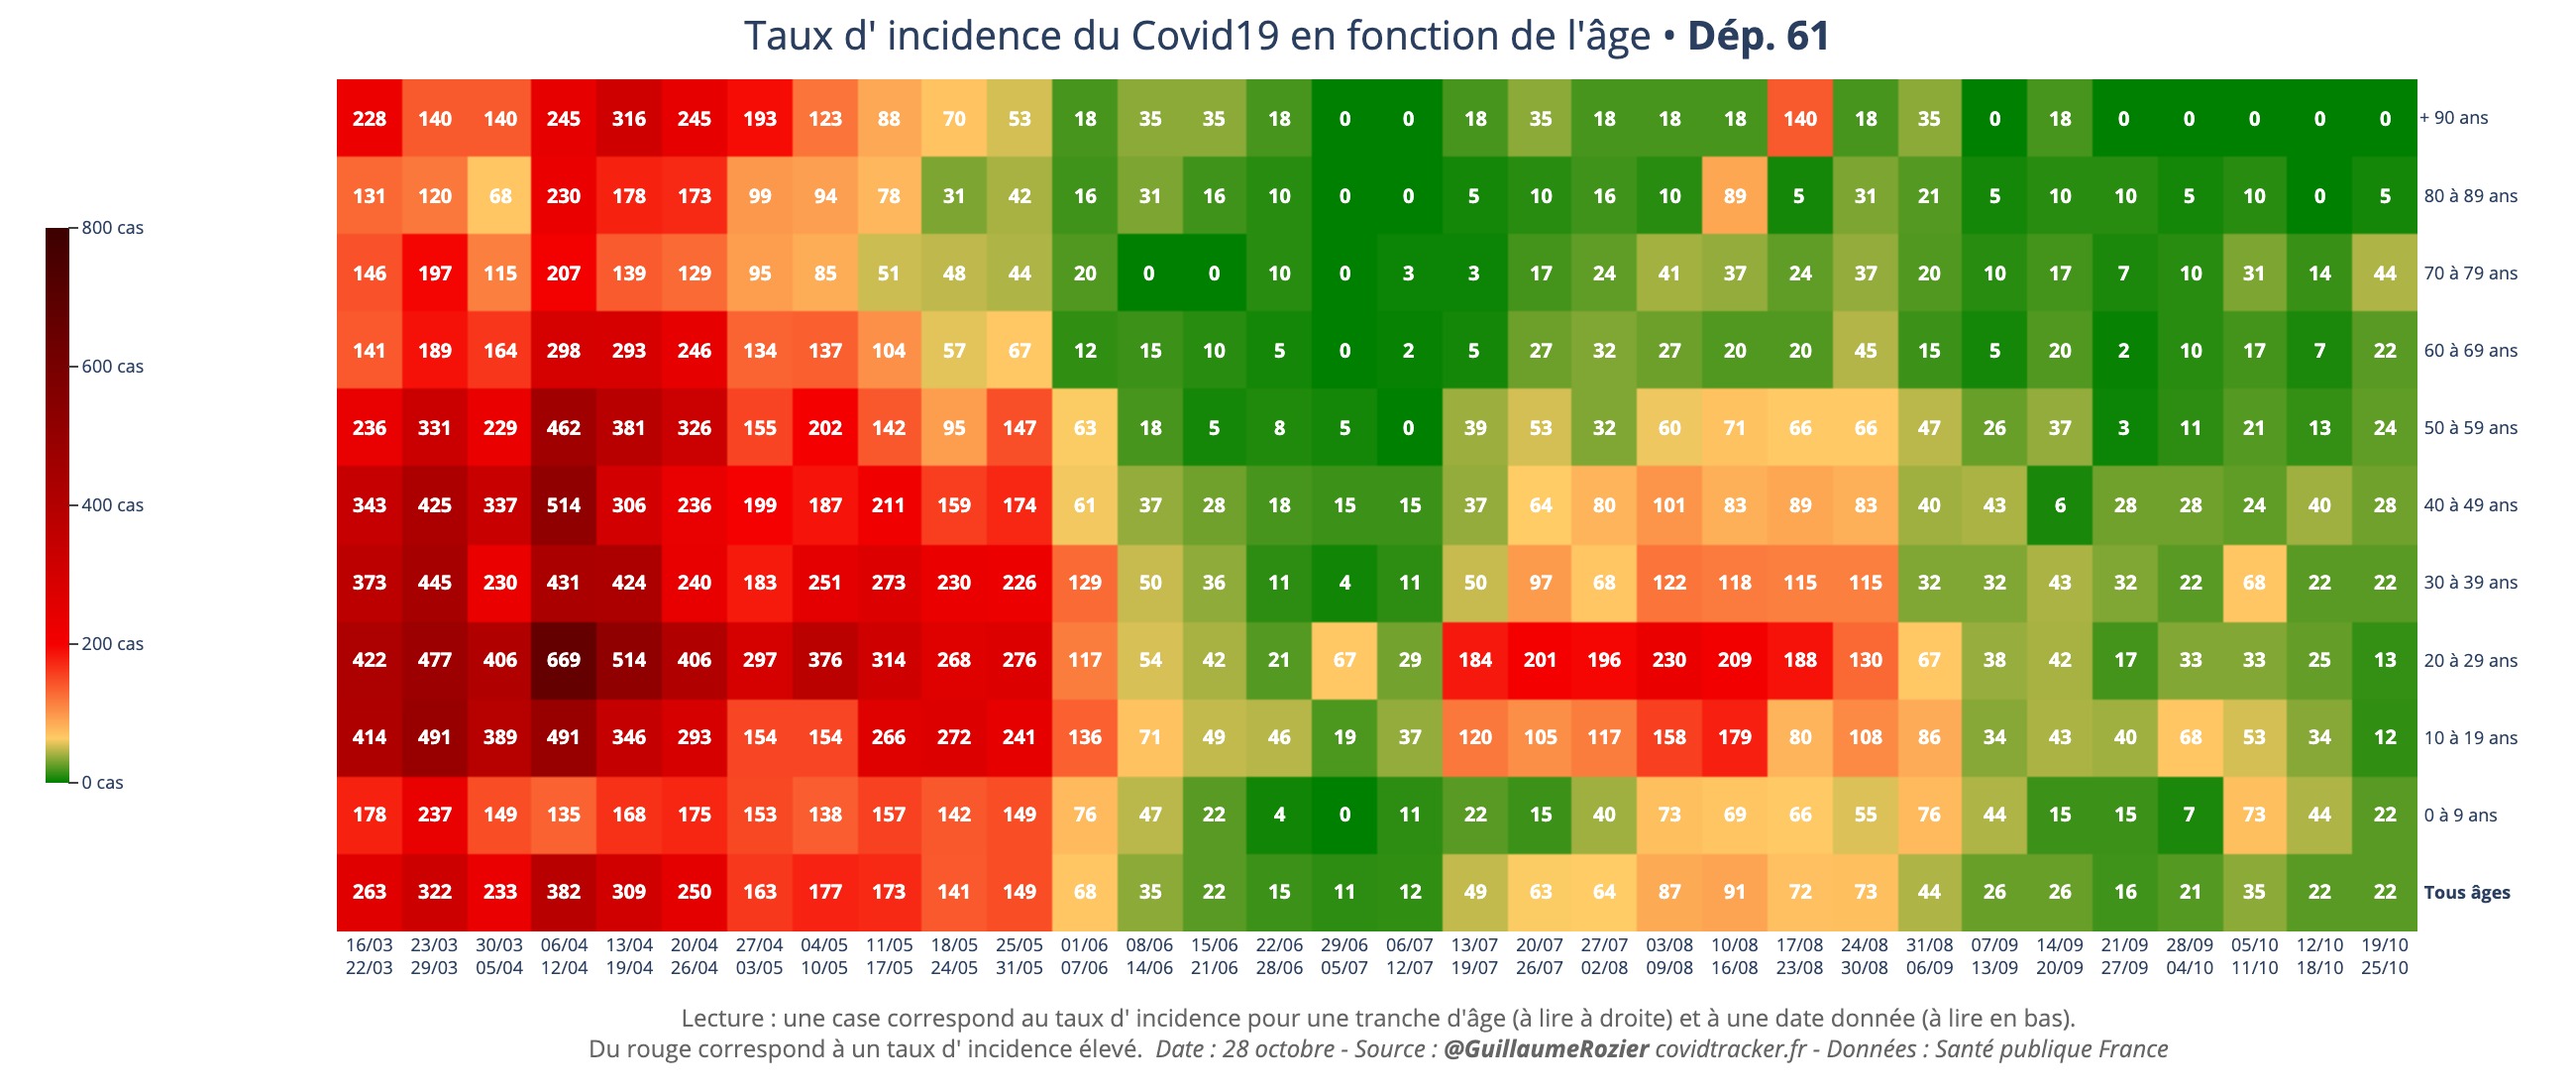 Taux d' incidence du Covid19 en fonction de l'âge • Dép. 61
800 cas
600 cas
400 cas
200 cas
0 cas
228 140 140 245 316 245 193 123 88 70 53 18 35 35 18 0 0 18 35 18 18 18 140 18 35 0 18 0 0 0 0 0 + 90 ans
131 120 68 230 178 173 99 94 78 31 42 16 31 16 10 0 0 5 10 16 10 89 5 31 21 5 10 10 5 10 0 5 80 à 89 ans
146 197 115 207 139 129 95 85 51 48 44 20 0 0 10 0 3 3 17 24 41 37 24 37 20 10 17 7 10 31 14 44 70 à 79 ans
141 189 164 298 293 246 134 137 104 57 67 12 15 10 5 0 2 5 27 32 27 20 20 45 15 5 20 2 10 17 7 22 60 à 69 ans
236 331 229 462 381 326 155 202 142 95 147 63 18 5 8 5 0 39 53 32 60 71 66 66 47 26 37 3 11 21 13 24 50 à 59 ans
343 425 337 514 306 236 199 187 211 159 174 61 37 28 18 15 15 37 64 80 101 83 89 83 40 43 6 28 28 24 40 28 40 à 49 ans
373 445 230 431 424 240 183 251 273 230 226 129 50 36 11 4 11 50 97 68 122 118 115 115 32 32 43 32 22 68 22 22 30 à 39 ans
422 477 406 669 514 406 297 376 314 268 276 117 54 42 21 67 29 184 201 196 230 209 188 130 67 38 42 17 33 33 25 13 20 à 29 ans
414 491 389 491 346 293 154 154 266 272 241 136 71 49 46 19 37 120 105 117 158 179 80 108 86 34 43 40 68 53 34 12 10 à 19 ans
178 237 149 135 168 175 153 138 157 142 149 76 47 22 4 0 11 22 15 40 73 69 66 55 76 44 15 15 7 73 44 22 0 à 9 ans
263 322 233 382 309 250 163 177 173 141 149 68 35 22 15 11 12 49 63 64 87 91 72 73 44 26 26 16 21 35 22 22 Tous âges
16/03 23/03 30/03 06/04 13/04 20/04 27/04 04/05 11/05 18/05 25/05 01/06 08/06 15/06 22/06 29/06 06/07 13/07 20/07 27/07 03/08 10/08 17/08 24/08 31/08 07/09 14/09 21/09 28/09 05/10 12/10 19/10
22/03 29/03 05/04 12/04 19/04 26/04 03/05 10/05 17/05 24/05 31/05 07/06 14/06 21/06 28/06 05/07 12/07 19/07 26/07 02/08 09/08 16/08 23/08 30/08 06/09 13/09 20/09 27/09 04/10 11/10 18/10 25/10
Lecture : une case correspond au taux d' incidence pour une tranche d'âge (à lire à droite) et à une date donnée (à lire en bas).
Du rouge correspond à un taux d' incidence élevé. Date : 28 octobre - Source : @GuillaumeRozier covidtracker.fr - Données : Santé publique France